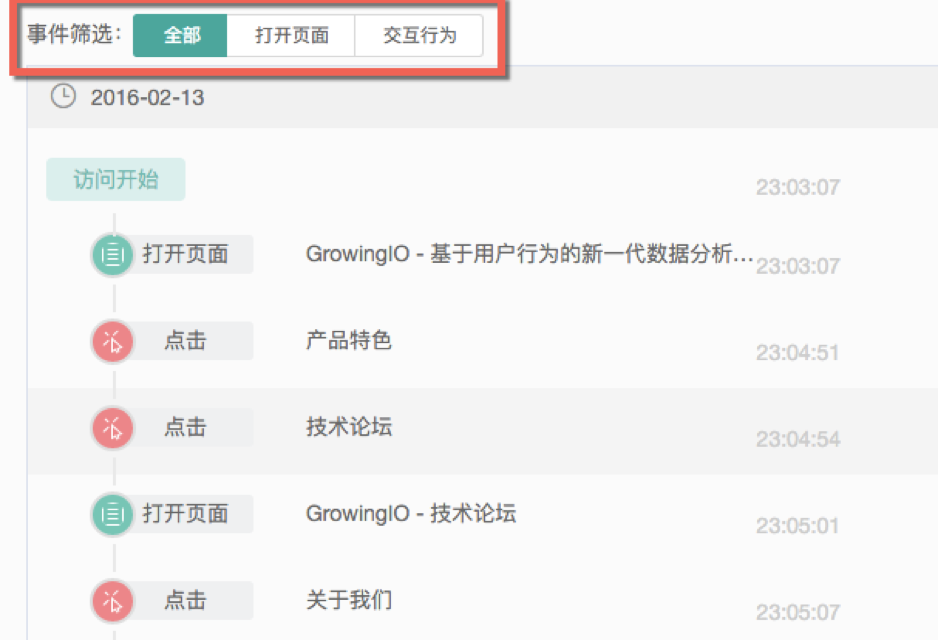 事件筛选: 全部 打开页面 交互行为
2016-02-13
访问开始 23:03:07
打开页面 GrowingIO - 基于用户行为的新一代数据分析... 23:03:07
点击 产品特色 23:04:51
点击 技术论坛 23:04:54
打开页面 GrowingIO - 技术论坛 23:05:01
点击 关于我们 23:05:07